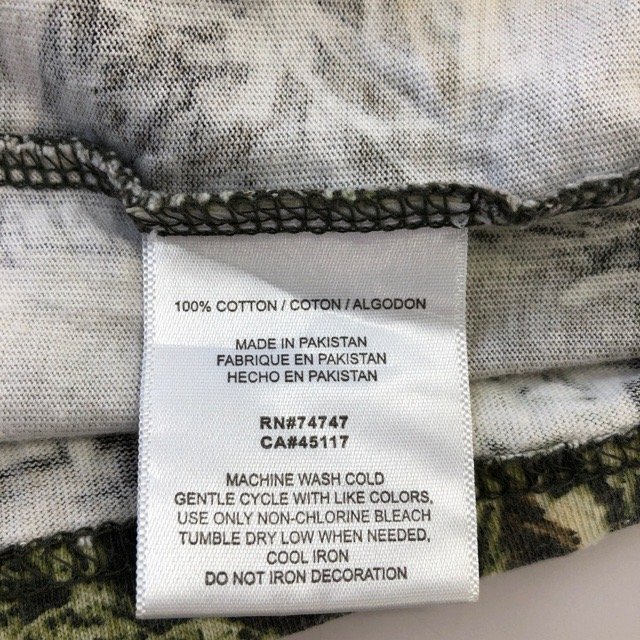 100% COTTON / COTON / ALGODON
MADE IN PAKISTAN
FABRIQUE EN PAKISTAN
HECHO EN PAKISTAN
RN#74747
CA#45117
MACHINE WASH COLD
GENTLE CYCLE WITH LIKE COLORS,
USE ONLY NON-CHLORINE BLEACH
TUMBLE DRY LOW WHEN NEEDED,
COOL IRON
DO NOT IRON DECORATION